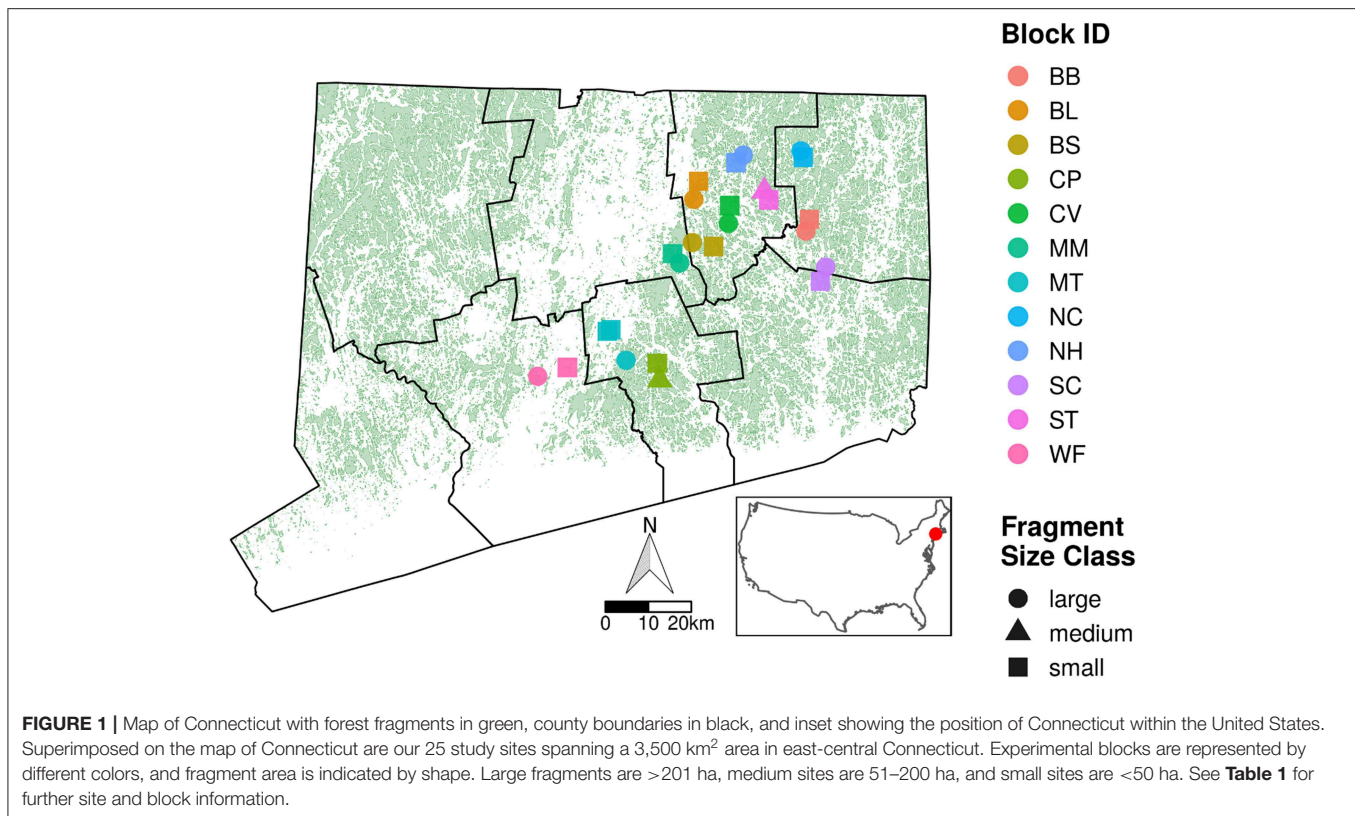 Block ID
BB
BL
BS
CP
CV
MM
MT
NC
NH
SC
ST
WF
Fragment
Size Class
large
medium
small
N
0 10 20km
FIGURE 1 | Map of Connecticut with forest fragments in green, county boundaries in black, and inset showing the position of Connecticut within the United States.
Superimposed on the map of Connecticut are our 25 study sites spanning a 3,500 km² area in east-central Connecticut. Experimental blocks are represented by
different colors, and fragment area is indicated by shape. Large fragments are >201 ha, medium sites are 51–200 ha, and small sites are <50 ha. See Table 1 for
further site and block information.